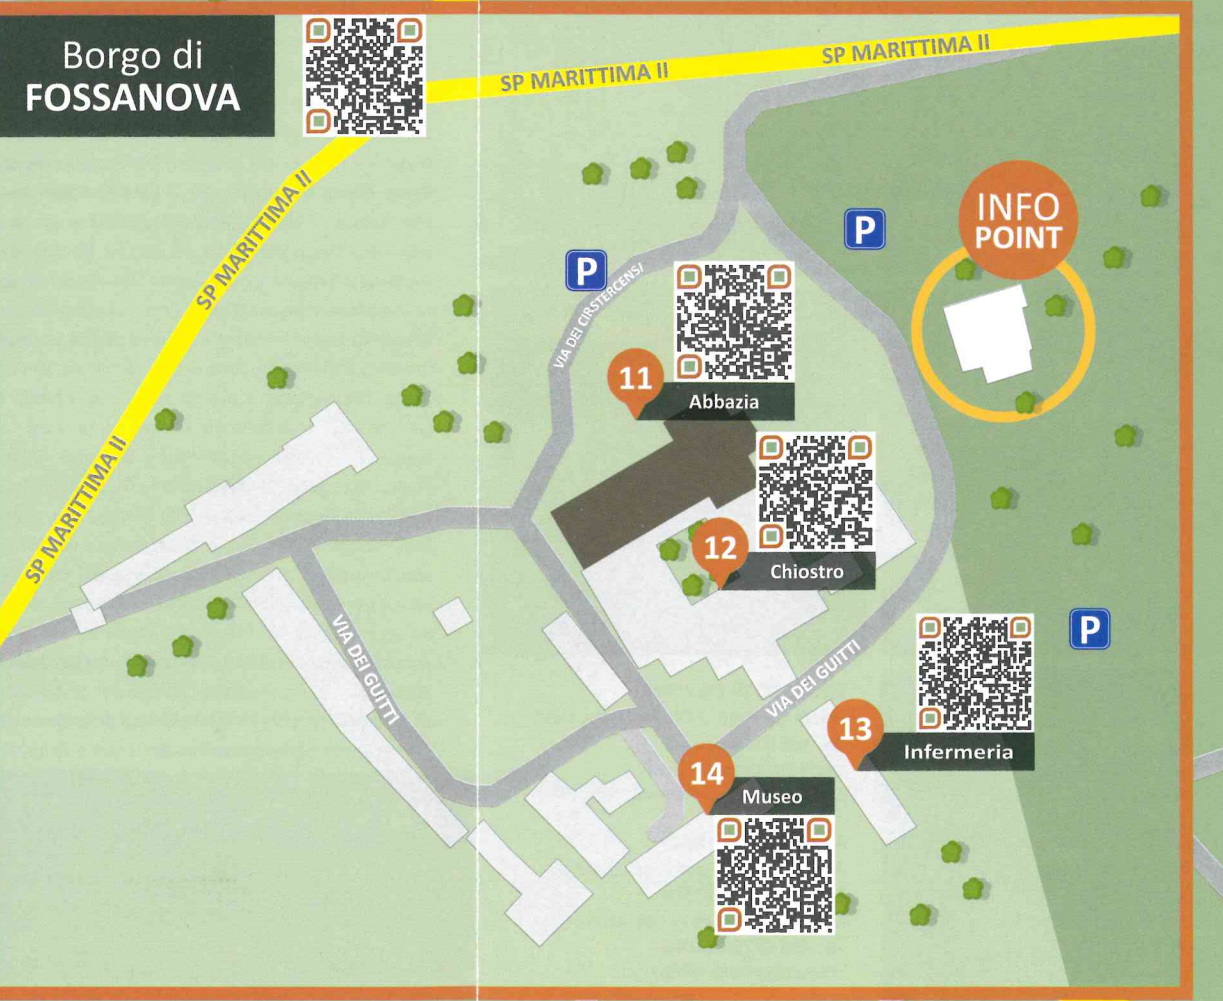 Borgo di
FOSSANOVA
SP MARITTIMA II
SP MARITTIMA II
SP MARITTIMA II
SP MARITTIMA II
INFO
POINT
P
P
VIA DEI CIRSTERCENSI
11
Abbazia
12
Chiostro
P
VIA DEI GUITTI
VIA DEI GUITTI
13
Infermeria
14
Museo